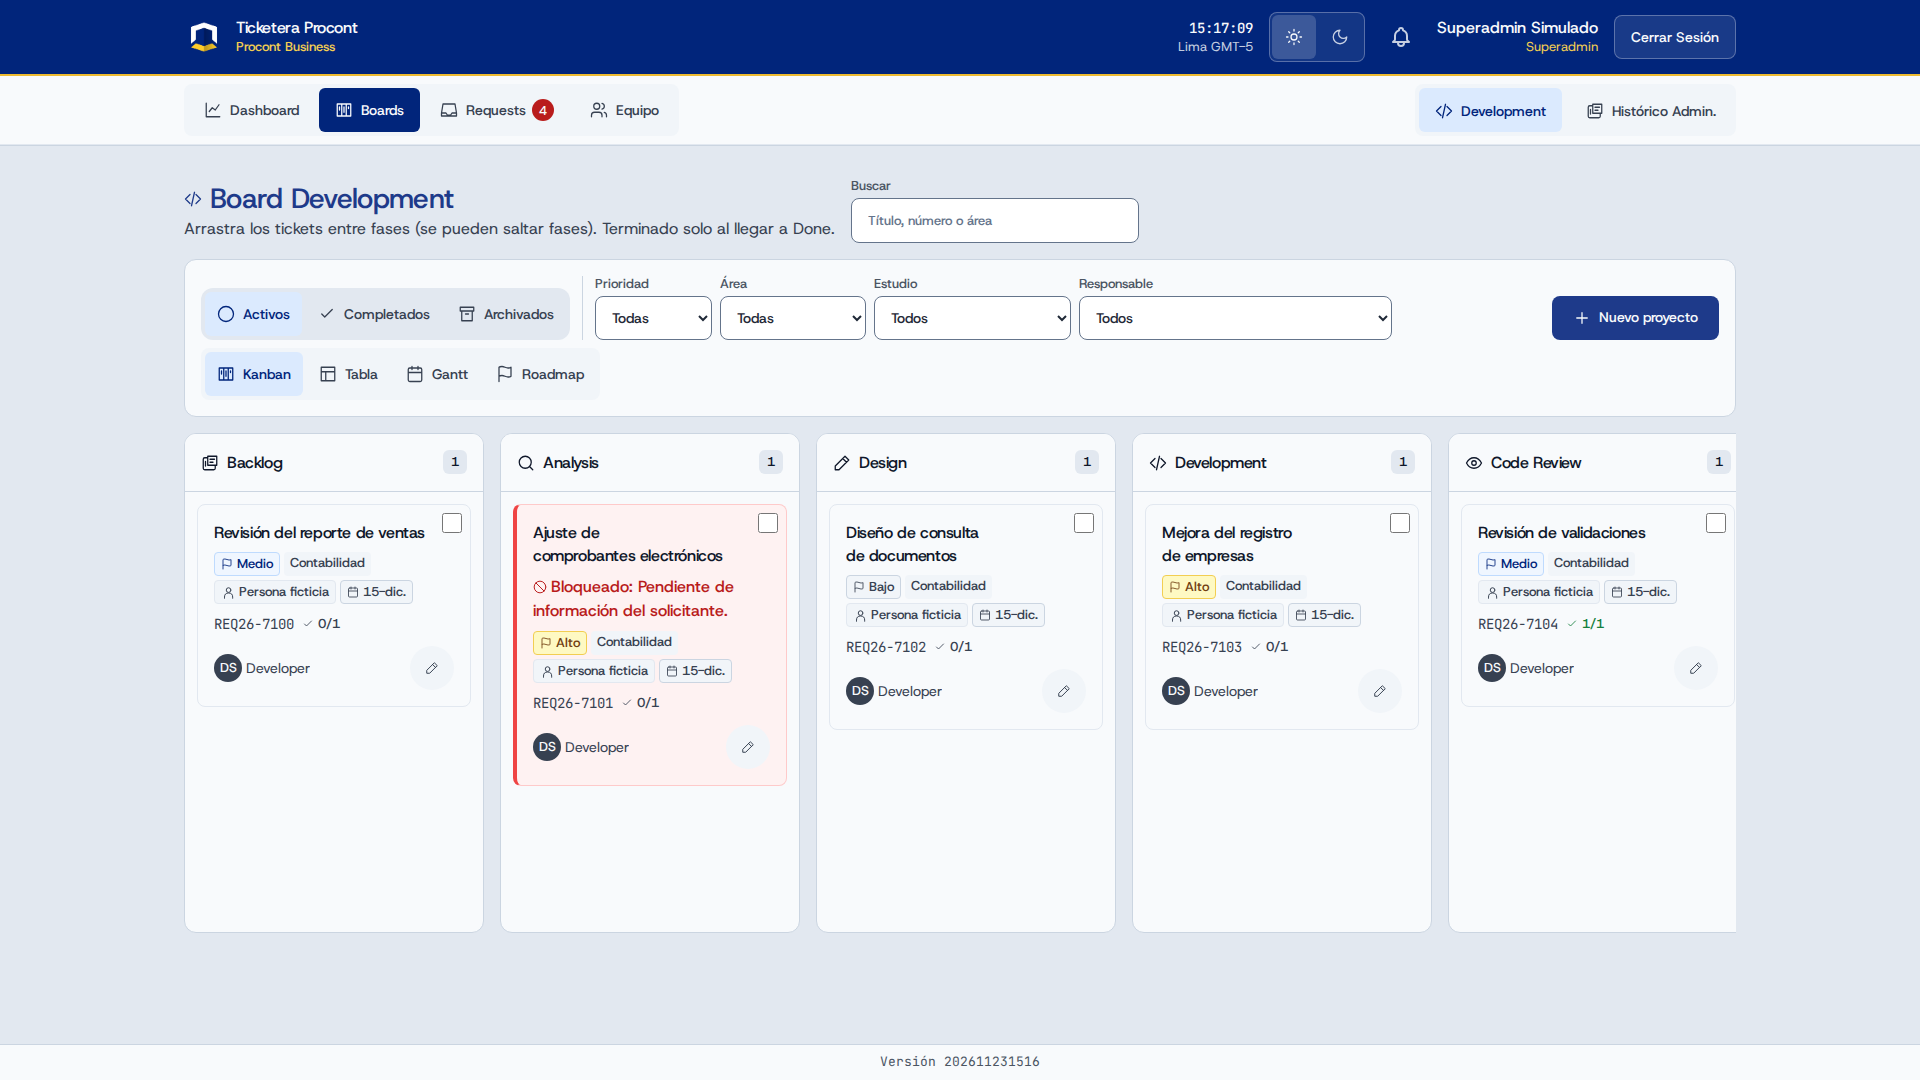 Ticketera Procont
Procont Business
15:17:09
Lima GMT-5
Superadmin Simulado
Superadmin
Cerrar Sesión
Dashboard
Boards
Requests 4
Equipo
Development
Histórico Admin.
Board Development
Arrastra los tickets entre fases (se pueden saltar fases). Terminado solo al llegar a Done.
Buscar
Título, número o área
Activos
Completados
Archivados
Prioridad
Todas
Área
Todas
Estudio
Todos
Responsable
Todos
Nuevo proyecto
Kanban
Tabla
Gantt
Roadmap
Backlog 1
Revisión del reporte de ventas
Medio Contabilidad
Persona ficticia 15-dic.
REQ26-7100 0/1
DS Developer
Analysis 1
Ajuste de
comprobantes electrónicos
Bloqueado: Pendiente de
información del solicitante.
Alto Contabilidad
Persona ficticia 15-dic.
REQ26-7101 0/1
DS Developer
Design 1
Diseño de consulta
de documentos
Bajo Contabilidad
Persona ficticia 15-dic.
REQ26-7102 0/1
DS Developer
Development 1
Mejora del registro
de empresas
Alto Contabilidad
Persona ficticia 15-dic.
REQ26-7103 0/1
DS Developer
Code Review 1
Revisión de validaciones
Medio Contabilidad
Persona ficticia 15-dic.
REQ26-7104 1/1
DS Developer
Versión 202611231516